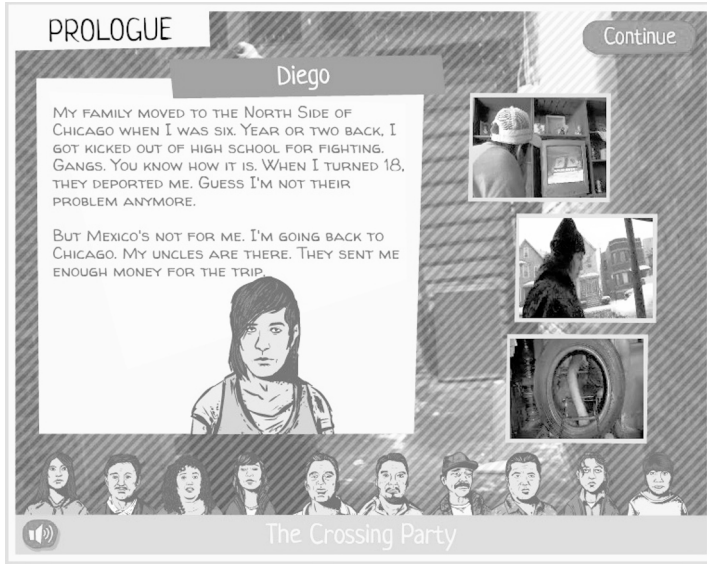 PROLOGUE
Continue
Diego
MY FAMILY MOVED TO THE NORTH SIDE OF
CHICAGO WHEN I WAS SIX. YEAR OR TWO BACK, I
GOT KICKED OUT OF HIGH SCHOOL FOR FIGHTING.
GANGS. YOU KNOW HOW IT IS. WHEN I TURNED 18,
THEY DEPORTED ME. GUESS I'M NOT THEIR
PROBLEM ANYMORE.
BUT MEXICO'S NOT FOR ME. I'M GOING BACK TO
CHICAGO. MY UNCLES ARE THERE. THEY SENT ME
ENOUGH MONEY FOR THE TRIP.
The Crossing Party